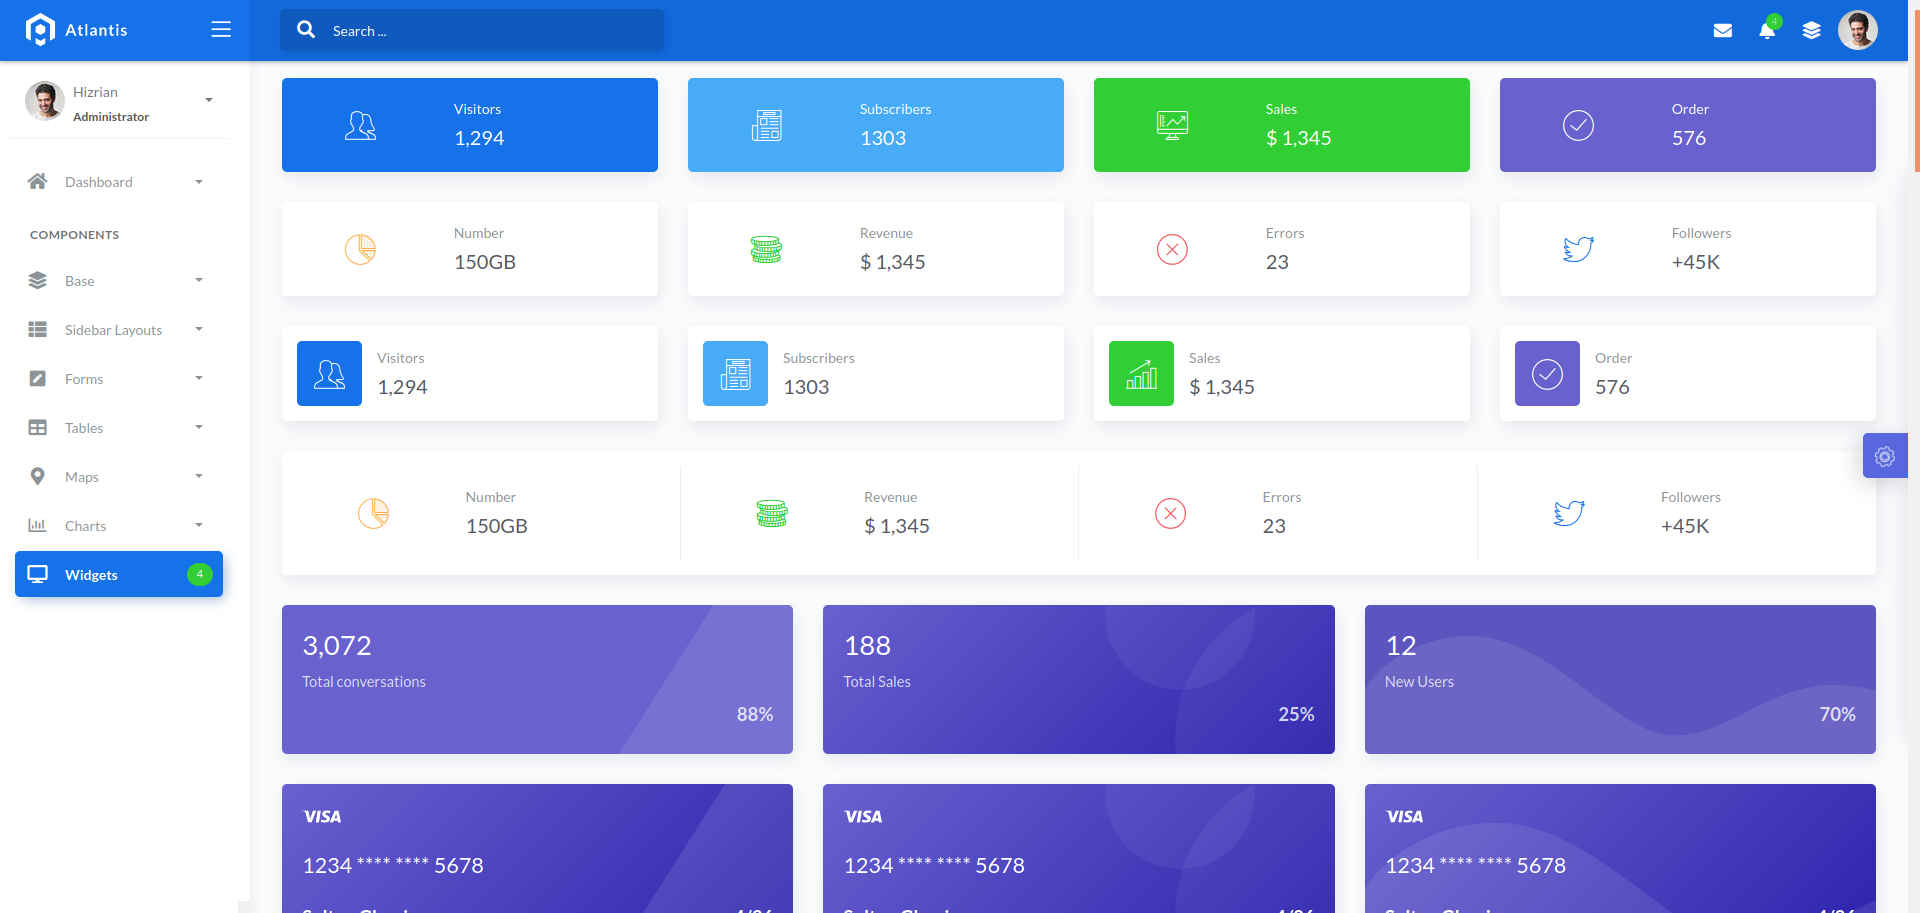 Atlantis
Search ...
4
Hizrian
Administrator
Dashboard
COMPONENTS
Base
Sidebar Layouts
Forms
Tables
Maps
Charts
Widgets
4
Visitors
1,294
Subscribers
1303
Sales
$ 1,345
Order
576
Number
150GB
Revenue
$ 1,345
Errors
23
Followers
+45K
Visitors
1,294
Subscribers
1303
Sales
$ 1,345
Order
576
Number
150GB
Revenue
$ 1,345
Errors
23
Followers
+45K
3,072
Total conversations
88%
188
Total Sales
25%
12
New Users
70%
VISA
1234 **** **** 5678
VISA
1234 **** **** 5678
VISA
1234 **** **** 5678